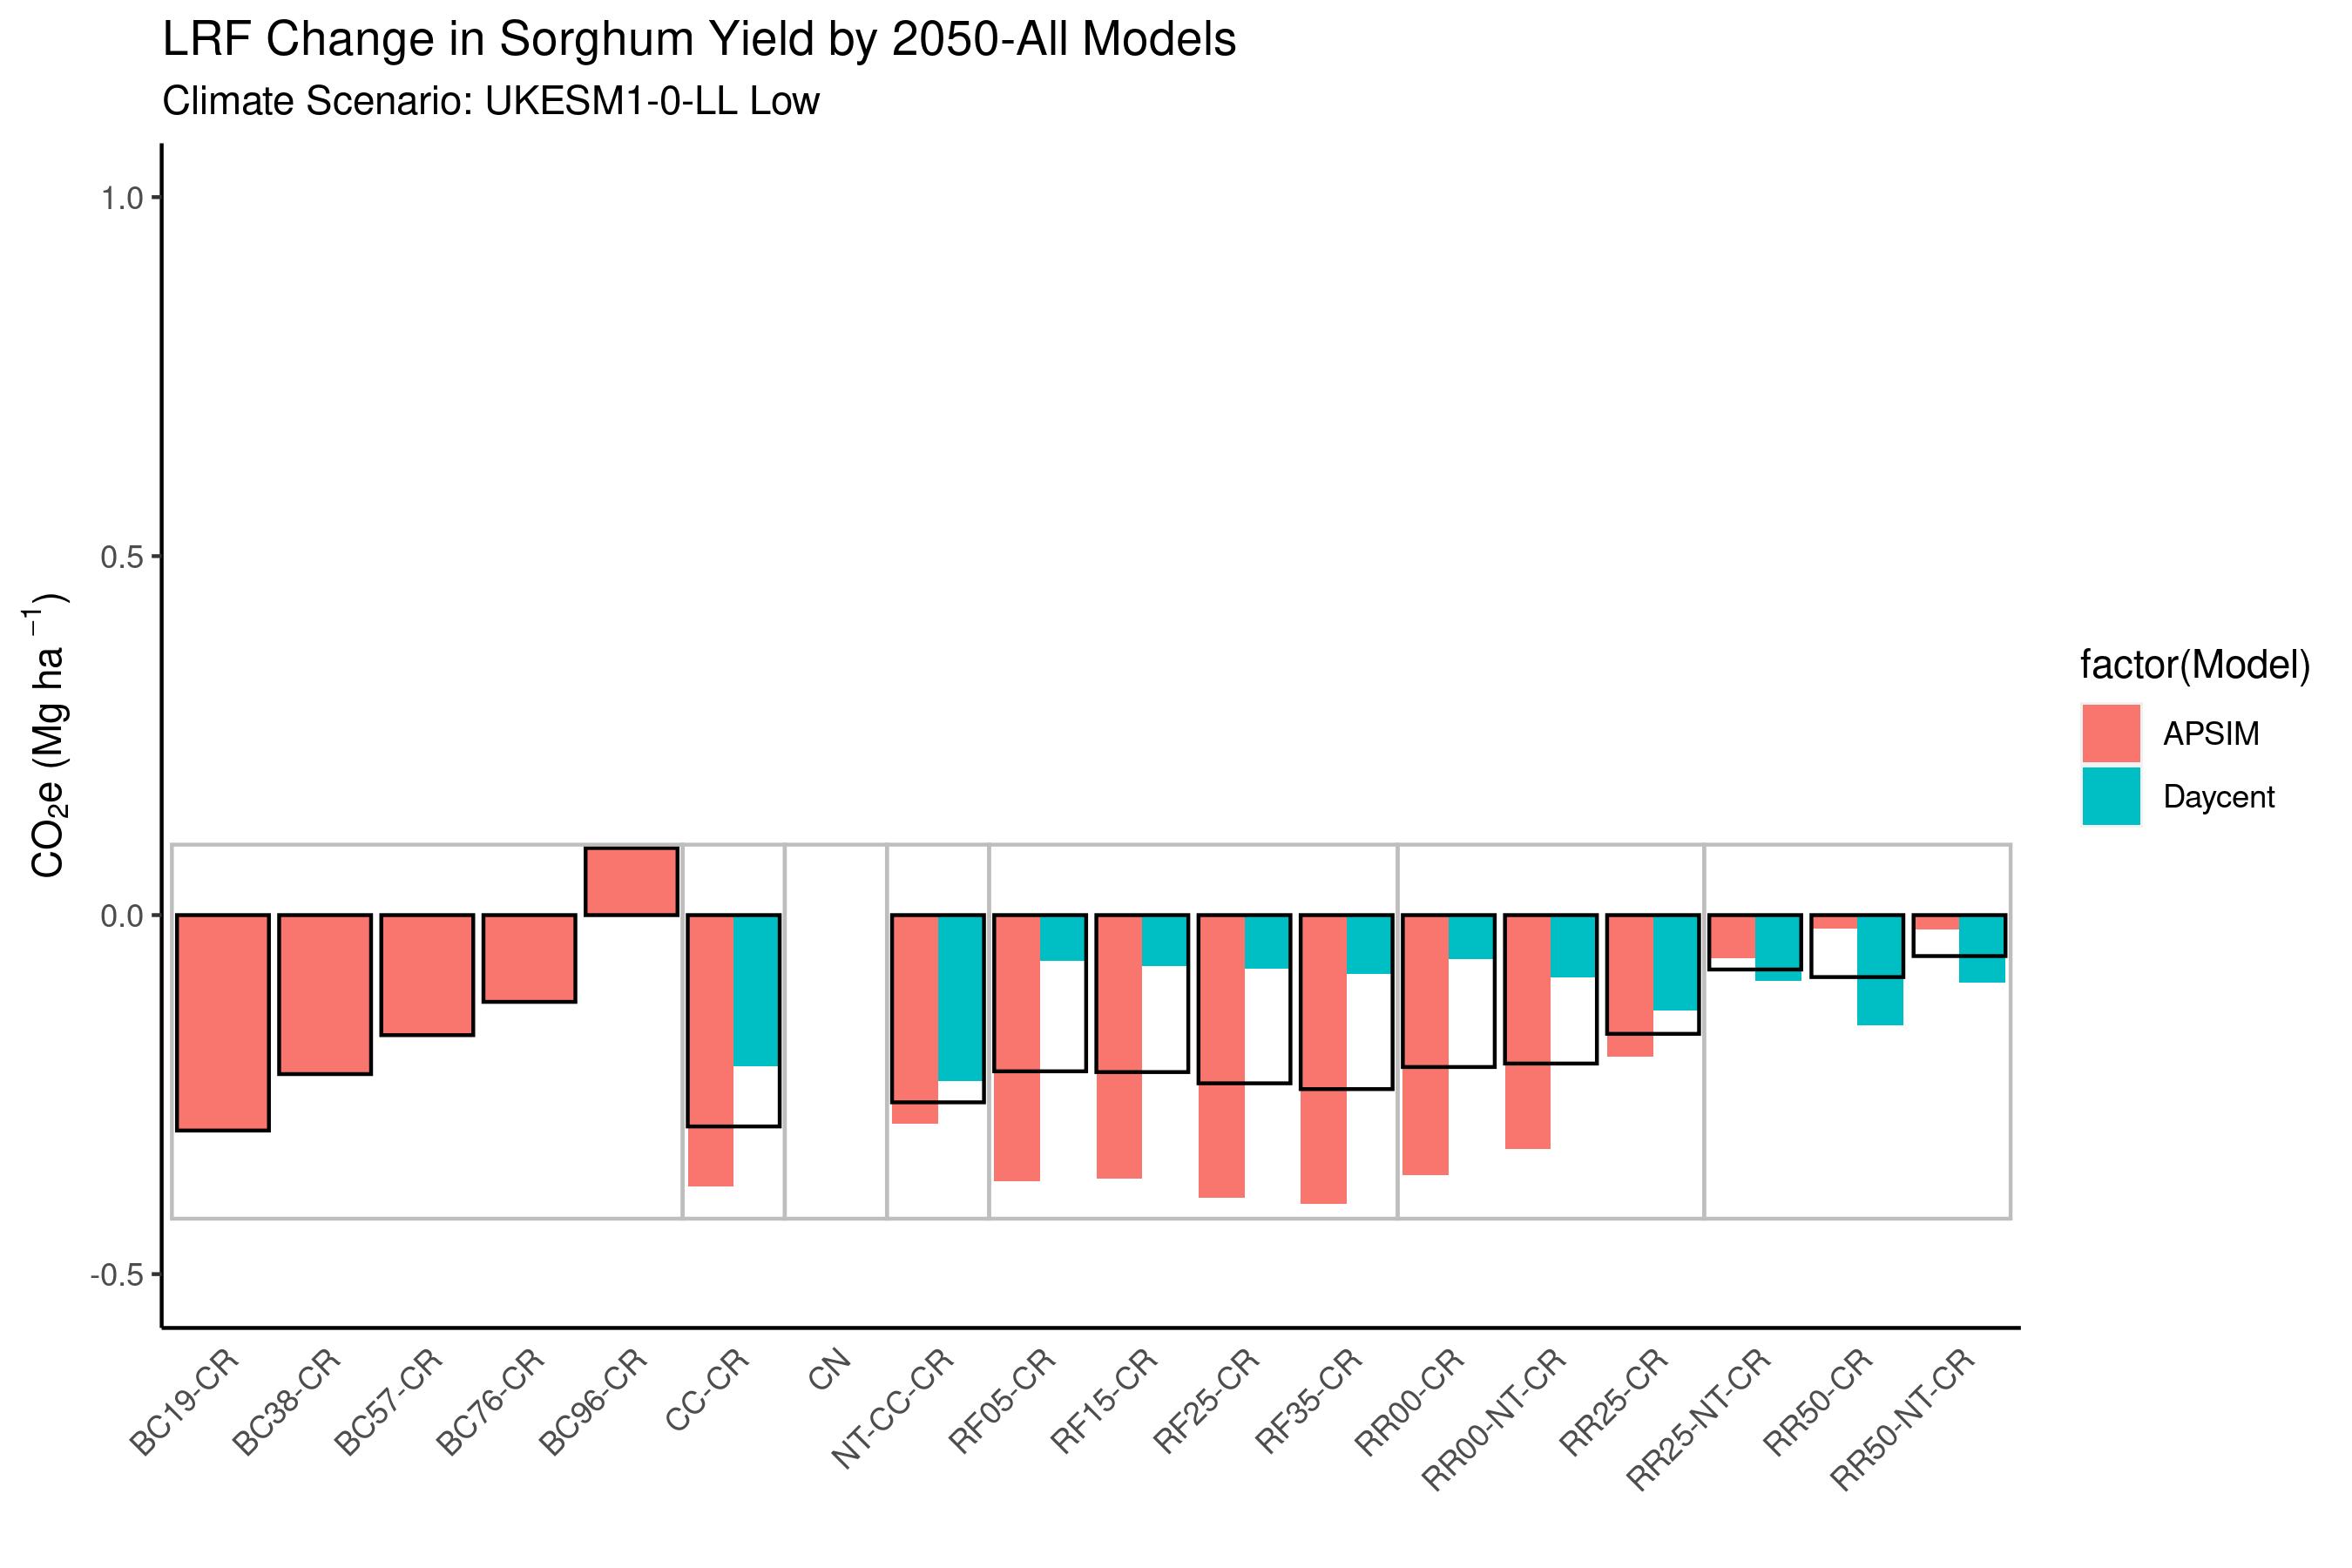 LRF Change in Sorghum Yield by 2050-All Models
Climate Scenario: UKESM1-0-LL Low
CO₂e (Mg ha ⁻¹)
1.0
0.5
0.0
-0.5
BC19-CR
BC38-CR
BC57-CR
BC76-CR
BC96-CR
CC-CR
CN
NT-CC-CR
RF05-CR
RF15-CR
RF25-CR
RF35-CR
RR00-CR
RR00-NT-CR
RR25-CR
RR25-NT-CR
RR50-CR
RR50-NT-CR
factor(Model)
APSIM
Daycent